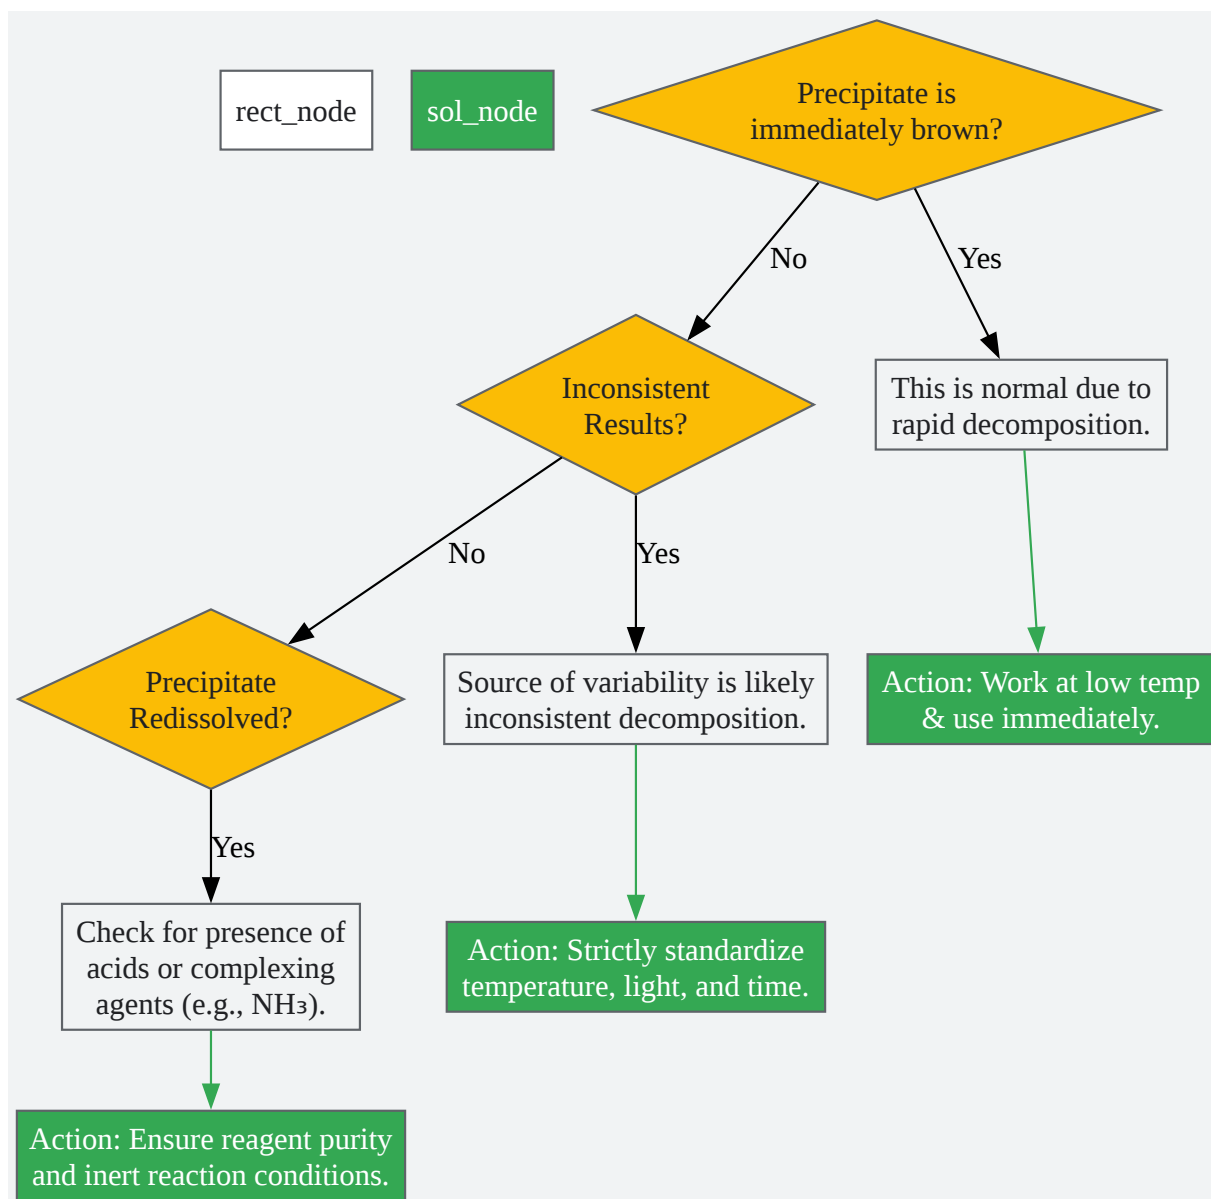 rect_node
sol_node
Precipitate is
immediately brown?
No
Yes
Inconsistent
Results?
This is normal due to
rapid decomposition.
No
Yes
Precipitate
Redissolved?
Source of variability is likely
inconsistent decomposition.
Action: Work at low temp
& use immediately.
Yes
Check for presence of
acids or complexing
agents (e.g., NH₃).
Action: Strictly standardize
temperature, light, and time.
Action: Ensure reagent purity
and inert reaction conditions.